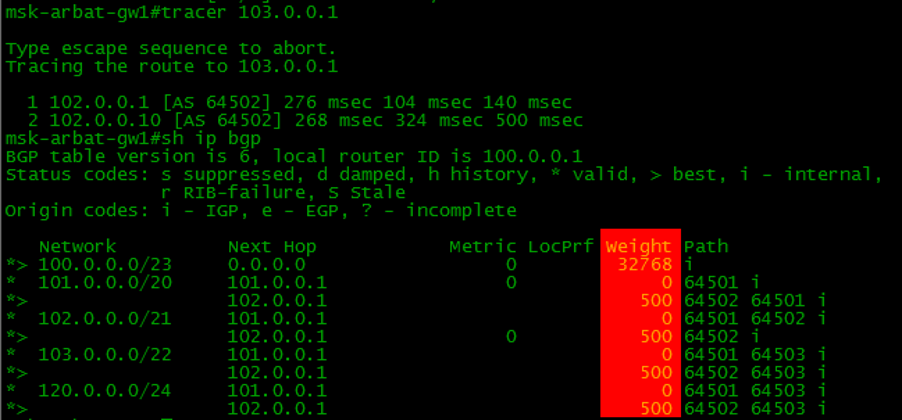 msk-arbat-gw1#tracer 103.0.0.1
Type escape sequence to abort.
Tracing the route to 103.0.0.1
1 102.0.0.1 [AS 64502] 276 msec 104 msec 140 msec
2 102.0.0.10 [AS 64502] 268 msec 324 msec 500 msec
msk-arbat-gw1#sh ip bgp
BGP table version is 6, local router ID is 100.0.0.1
Status codes: s suppressed, d damped, h history, * valid, > best, i - internal,
r RIB-failure, S Stale
Origin codes: i - IGP, e - EGP, ? - incomplete
Network Next Hop Metric LocPrf Weight Path
*> 100.0.0.0/23 0.0.0.0 0 32768 i
* 101.0.0.0/20 101.0.0.1 0 0 64501 i
*> 102.0.0.1 500 64502 64501 i
* 102.0.0.0/21 101.0.0.1 0 64501 64502 i
*> 102.0.0.1 0 500 64502 i
* 103.0.0.0/22 101.0.0.1 0 64501 64503 i
*> 102.0.0.1 500 64502 64503 i
* 120.0.0.0/24 101.0.0.1 0 64501 64503 i
*> 102.0.0.1 500 64502 64503 i